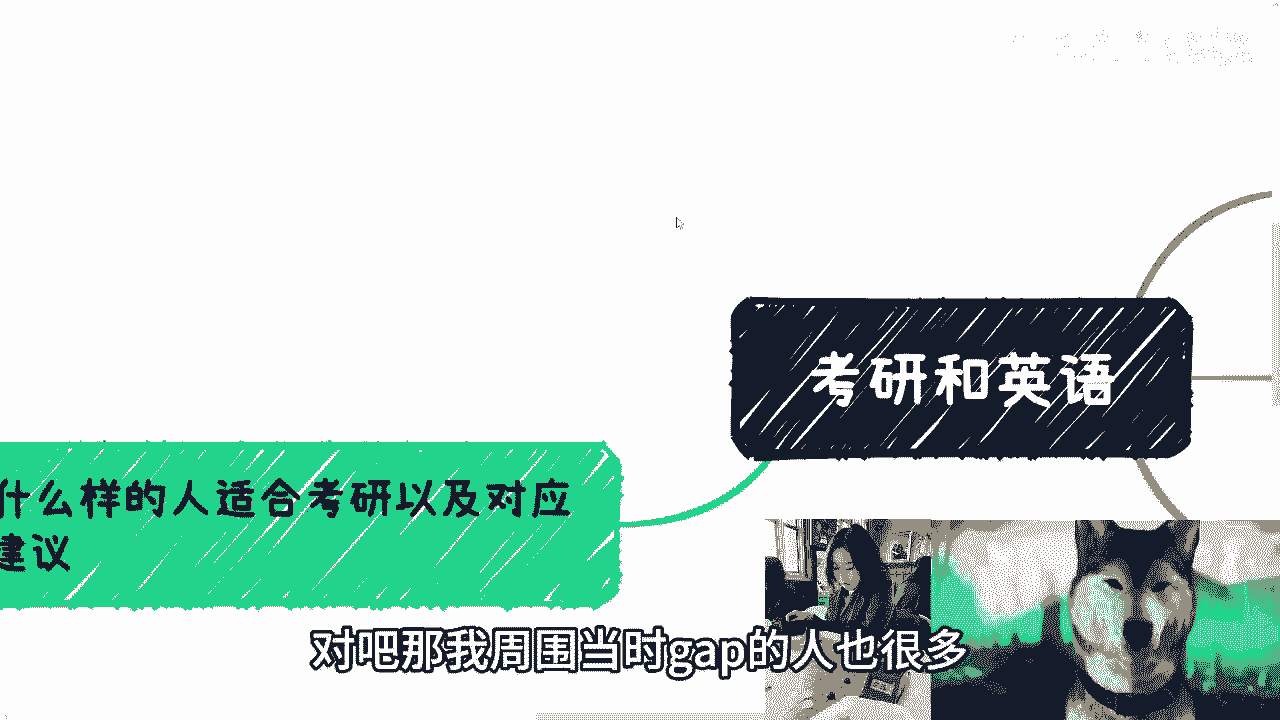 考研和英语
什么样的人适合考研以及对应
建议
对吧那我周围当时gap的人也很多